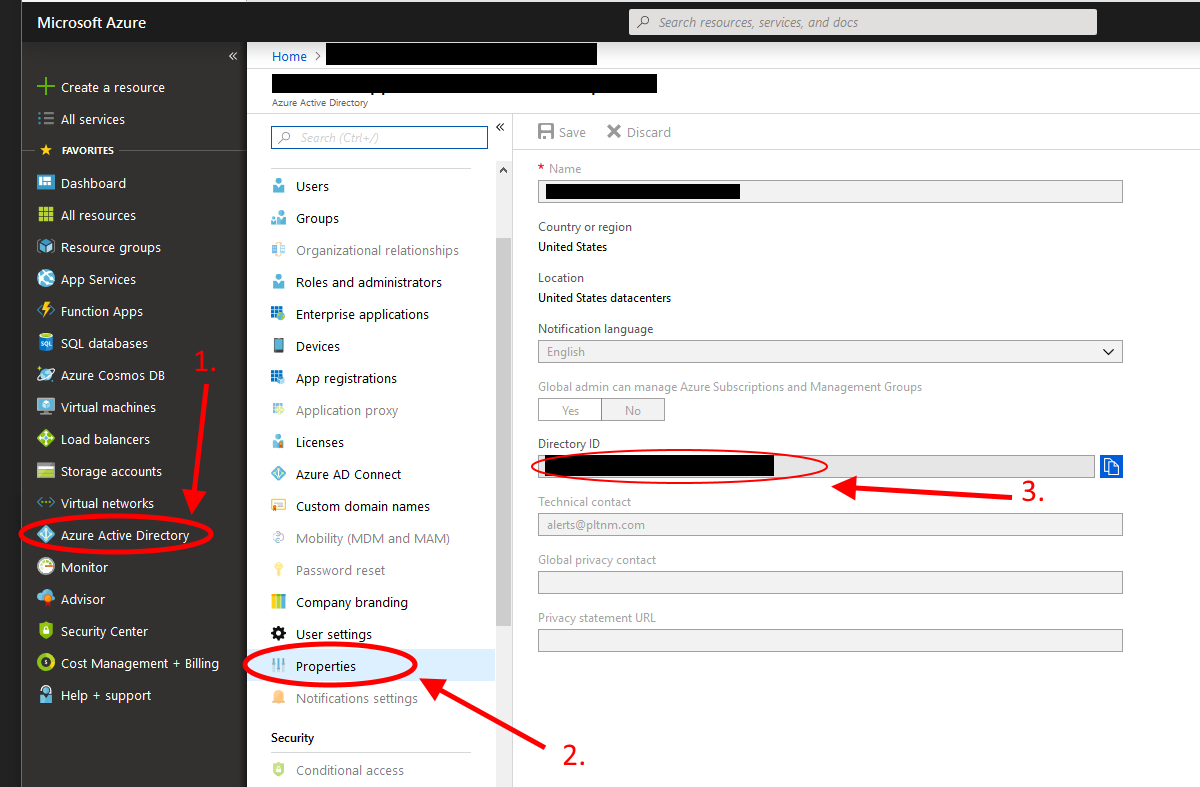 Microsoft Azure
Search resources, services, and docs
«
Create a resource
All services
FAVORITES
Dashboard
All resources
Resource groups
App Services
Function Apps
SQL databases
Azure Cosmos DB
Virtual machines
Load balancers
Storage accounts
Virtual networks
Azure Active Directory
Monitor
Advisor
Security Center
Cost Management + Billing
Help + support
1.
Home >
Azure Active Directory
Search (Ctrl+/)
«
Users
Groups
Organizational relationships
Roles and administrators
Enterprise applications
Devices
App registrations
Application proxy
Licenses
Azure AD Connect
Custom domain names
Mobility (MDM and MAM)
Password reset
Company branding
User settings
Properties
Notifications settings
Security
Conditional access
2.
Save Discard
* Name
Country or region
United States
Location
United States datacenters
Notification language
English
Global admin can manage Azure Subscriptions and Management Groups
Yes No
Directory ID
3.
Technical contact
alerts@pltnm.com
Global privacy contact
Privacy statement URL